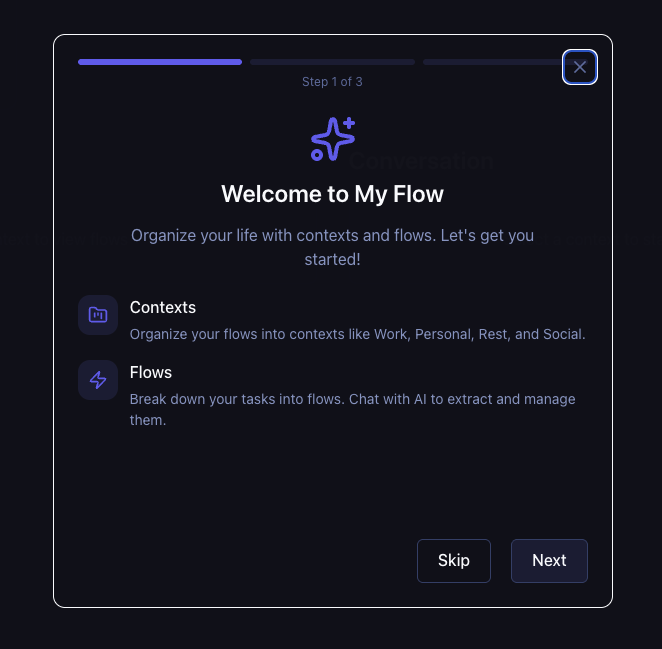 Step 1 of 3
Conversation
Welcome to My Flow
Organize your life with contexts and flows. Let's get you
started!
Contexts
Organize your flows into contexts like Work, Personal, Rest, and Social.
Flows
Break down your tasks into flows. Chat with AI to extract and manage
them.
Skip
Next